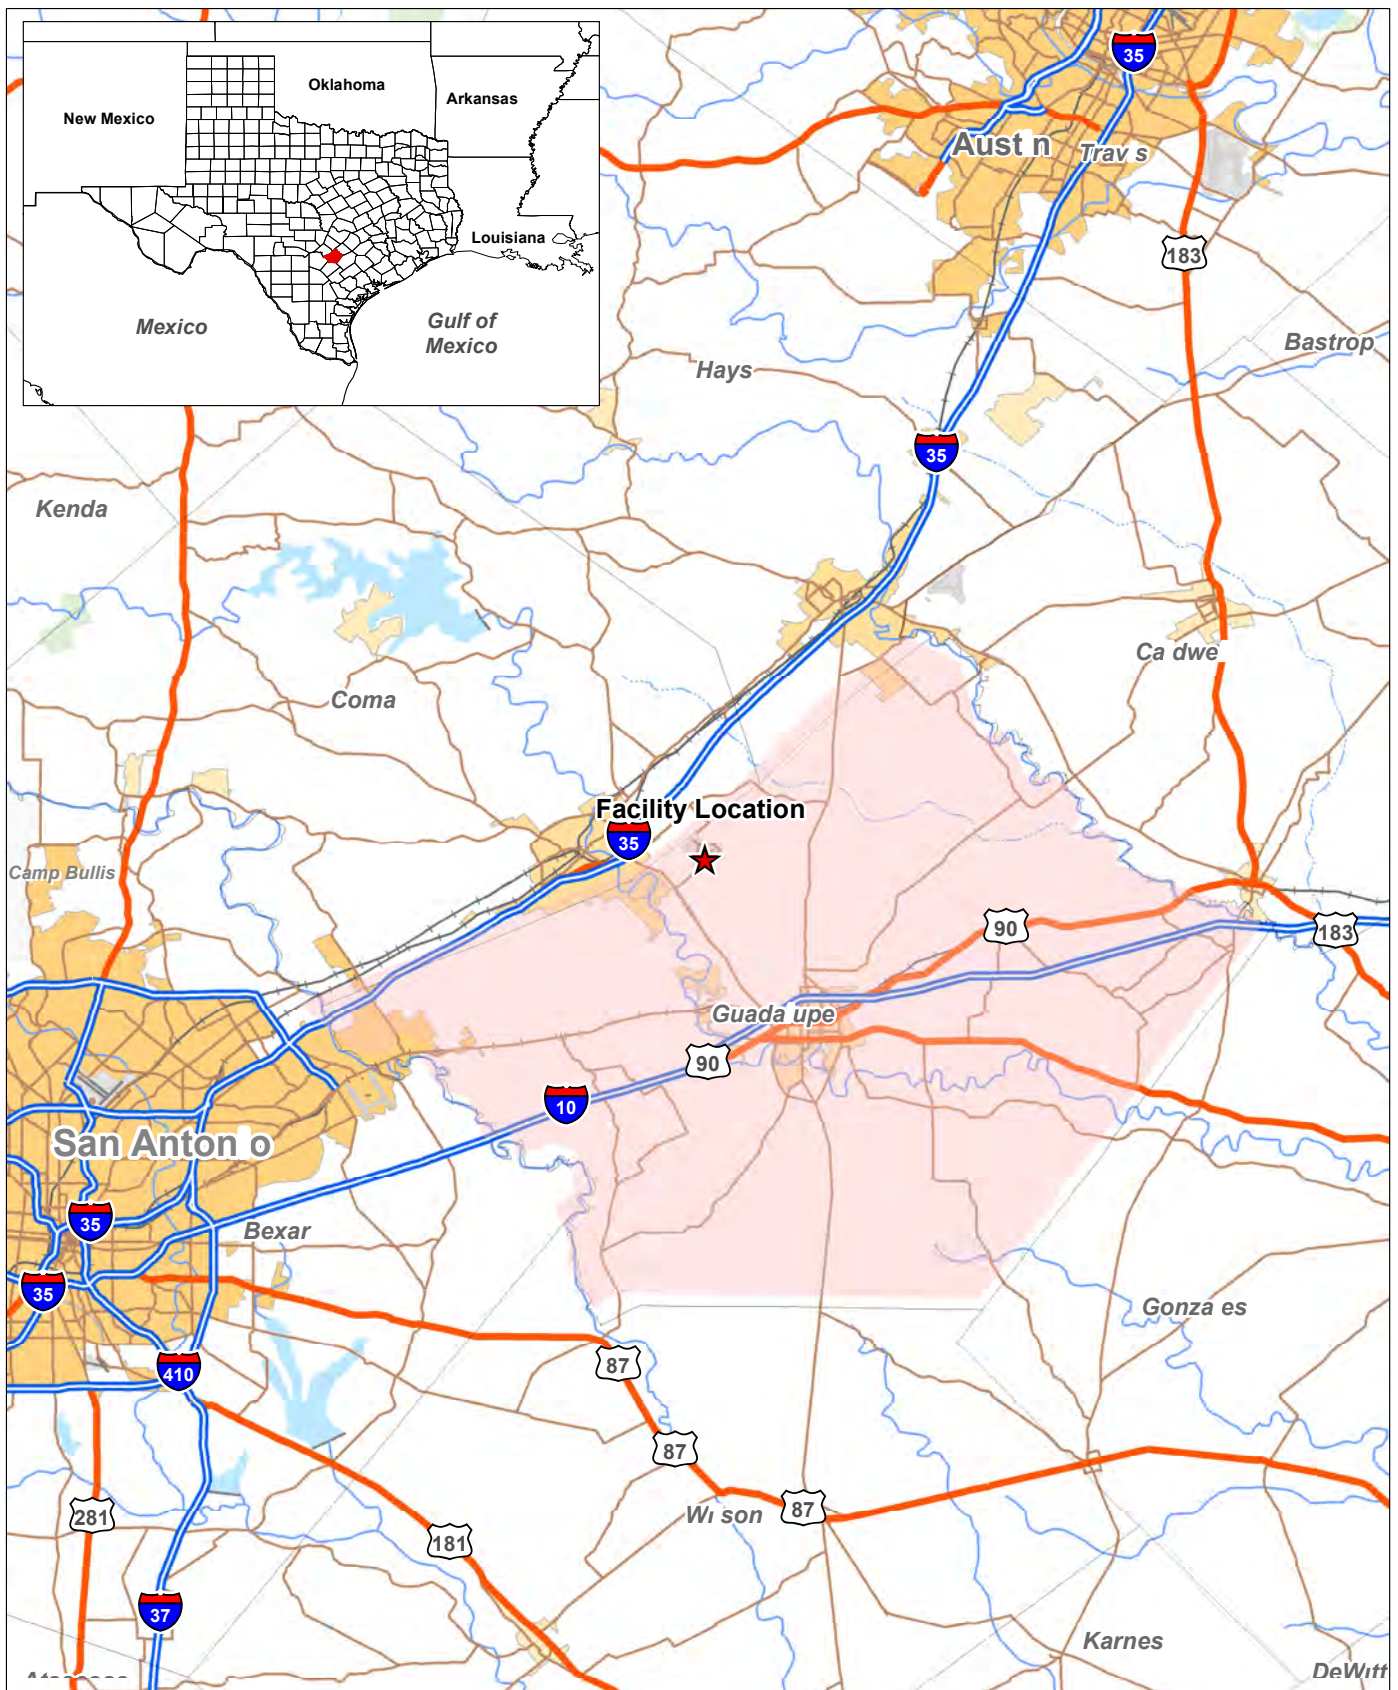 Oklahoma
New Mexico
Arkansas
Louisiana
Mexico
Gulf of
Mexico
35
Aust n
Trav s
183
Bastrop
Hays
35
Kenda
Ca dwe
Coma
Facility Location
35
Camp Bullis
90
183
Guada upe
90
10
San Anton o
35
Bexar
35
Gonza es
87
410
87
87
Wi son
281
181
37
Karnes
DeWitt